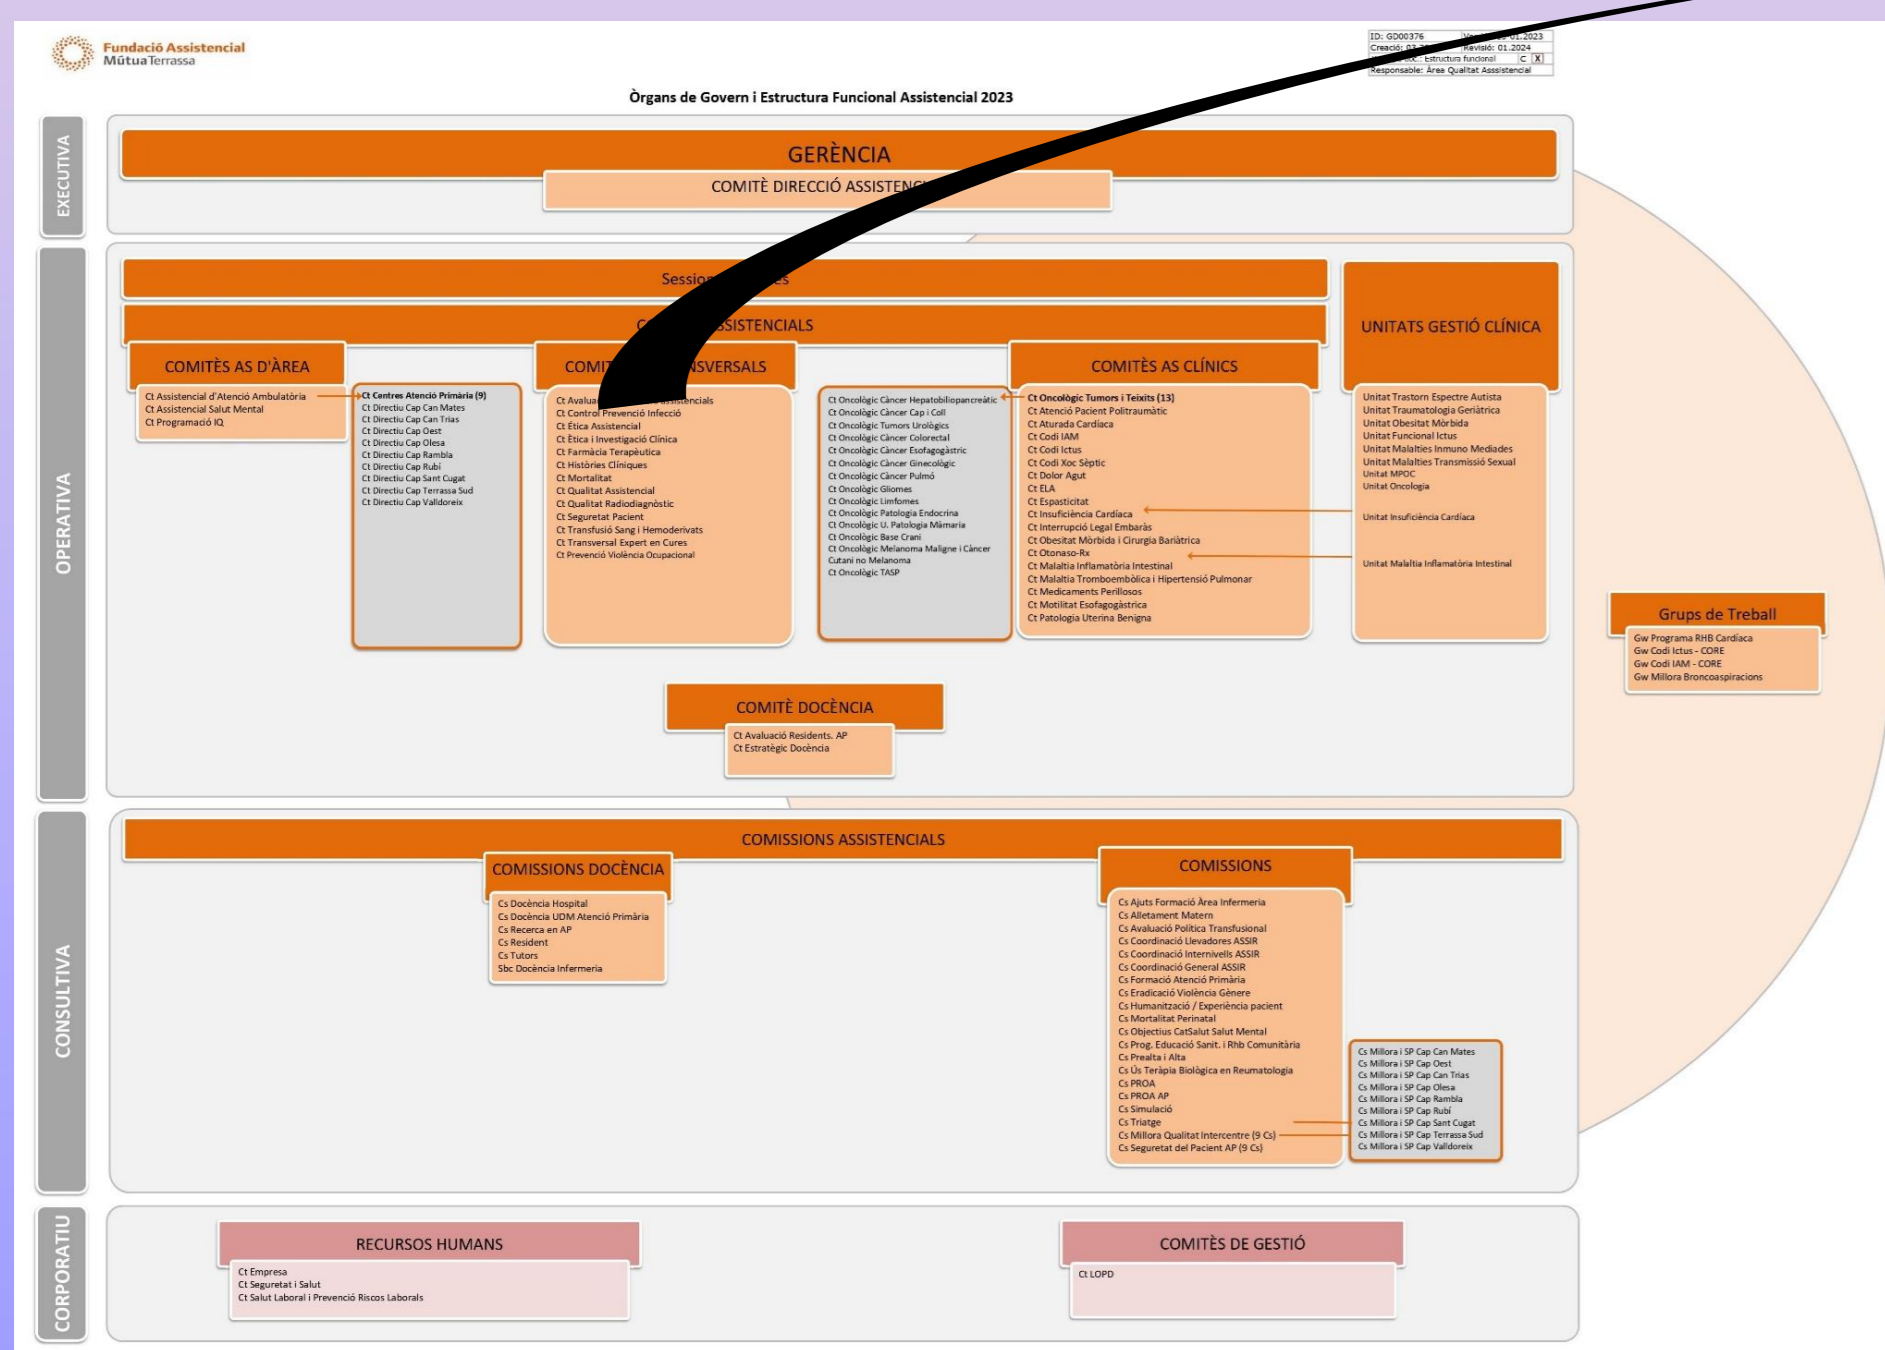 Fundació Assistencial
MútuaTerrassa
ID: GD00376
01.2023
Creació: 03
Revisió: 01.2024
Estructura funcional
C X
Responsable: Àrea Qualitat Asssistencial
Òrgans de Govern i Estructura Funcional Assistencial 2023
EXECUTIVA
GERÈNCIA
COMITÈ DIRECCIÓ
OPERATIVA
UNITATS GESTIÓ CLÍNICA
COMITÈS AS D'ÀREA
Ct Assistencial d'Atenció Ambulatòria
Ct Assistencial Salut Mental
Ct Programació IQ
Ct Centres Atenció Primària (9)
Ct Directiu Cap Can Mates
Ct Directiu Cap Can Trias
Ct Directiu Cap Oest
Ct Directiu Cap Olesa
Ct Directiu Cap Rambla
Ct Directiu Cap Rubí
Ct Directiu Cap Sant Cugat
Ct Directiu Cap Terrassa Sud
Ct Directiu Cap Valldoreix
Ct assistencials
Ct Control Prevenció Infecció
Ct Ética Assistencial
Ct Ètica i Investigació Clínica
Ct Farmàcia Terapèutica
Ct Històries Clíniques
Ct Mortalitat
Ct Qualitat Assistencial
Ct Qualitat Radiodiagnòstic
Ct Seguretat Pacient
Ct Transfusió Sang i Hemoderivats
Ct Transversal Expert en Cures
Ct Prevenció Violència Ocupacional
Ct Oncològic Càncer Hepatobiliopancreàtic
Ct Oncològic Càncer Cap i Coll
Ct Oncològic Tumors Urològics
Ct Oncològic Càncer Colorectal
Ct Oncològic Càncer Esofagogàstric
Ct Oncològic Càncer Ginecològic
Ct Oncològic Càncer Pulmó
Ct Oncològic Gliomes
Ct Oncològic Limfomes
Ct Oncològic Patologia Endocrina
Ct Oncològic U. Patologia Màmaria
Ct Oncològic Base Crani
Ct Oncològic Melanoma Maligne i Càncer
Cutani no Melanoma
Ct Oncològic TASP
COMITÈS AS CLÍNICS
Ct Oncològic Tumors i Teixits (13)
Ct Atenció Pacient Politraumàtic
Ct Aturada Cardíaca
Ct Codi IAM
Ct Codi Ictus
Ct Codi Xoc Sèptic
Ct Dolor Agut
Ct ELA
Ct Espasticitat
Ct Insuficiència Cardíaca
Ct Interrupció Legal Embaràs
Ct Obesitat Mòrbida i Cirurgia Bariàtrica
Ct Otonaso-Rx
Ct Malaltia Inflamatòria Intestinal
Ct Malaltia Tromboembòlica i Hipertensió Pulmonar
Ct Medicaments Perillosos
Ct Motilitat Esofagogàstrica
Ct Patologia Uterina Benigna
Unitat Trastorn Espectre Autista
Unitat Traumatologia Geriàtrica
Unitat Obesitat Mòrbida
Unitat Funcional Ictus
Unitat Malalties Inmuno Mediades
Unitat Malalties Transmissió Sexual
Unitat MPOC
Unitat Oncologia
Unitat Insuficiència Cardíaca
Unitat Malaltia Inflamatòria Intestinal
Grups de Treball
Gw Programa RHB Cardíaca
Gw Codi Ictus - CORE
Gw Codi IAM - CORE
Gw Millora Broncoaspiracions
COMITÈ DOCÈNCIA
Ct Avaluació Residents. AP
Ct Estratègic Docència
CONSULTIVA
COMISSIONS ASSISTENCIALS
COMISSIONS DOCÈNCIA
Cs Docència Hospital
Cs Docència UDM Atenció Primària
Cs Recerca en AP
Cs Resident
Cs Tutors
Sbc Docència Infermeria
COMISSIONS
Cs Ajuts Formació Àrea Infermeria
Cs Alletament Matern
Cs Avaluació Política Transfusional
Cs Coordinació Llevadores ASSIR
Cs Coordinació Internivells ASSIR
Cs Coordinació General ASSIR
Cs Formació Atenció Primària
Cs Eradicació Violència Gènere
Cs Humanització / Experiència pacient
Cs Mortalitat Perinatal
Cs Objectius CatSalut Salut Mental
Cs Prog. Educació Sanit. i Rhb Comunitària
Cs Prealta i Alta
Cs Ús Teràpia Biològica en Reumatologia
Cs PROA
Cs PROA AP
Cs Simulació
Cs Triatge
Cs Millora Qualitat Intercentre (9 Cs)
Cs Seguretat del Pacient AP (9 Cs)
Cs Millora i SP Cap Can Mates
Cs Millora i SP Cap Oest
Cs Millora i SP Cap Can Trias
Cs Millora i SP Cap Olesa
Cs Millora i SP Cap Rambla
Cs Millora i SP Cap Rubí
Cs Millora i SP Cap Sant Cugat
Cs Millora i SP Cap Terrassa Sud
Cs Millora i SP Cap Valldoreix
CORPORATIU
RECURSOS HUMANS
Ct Empresa
Ct Seguretat i Salut
Ct Salut Laboral i Prevenció Riscos Laborals
COMITÈS DE GESTIÓ
Ct LOPD